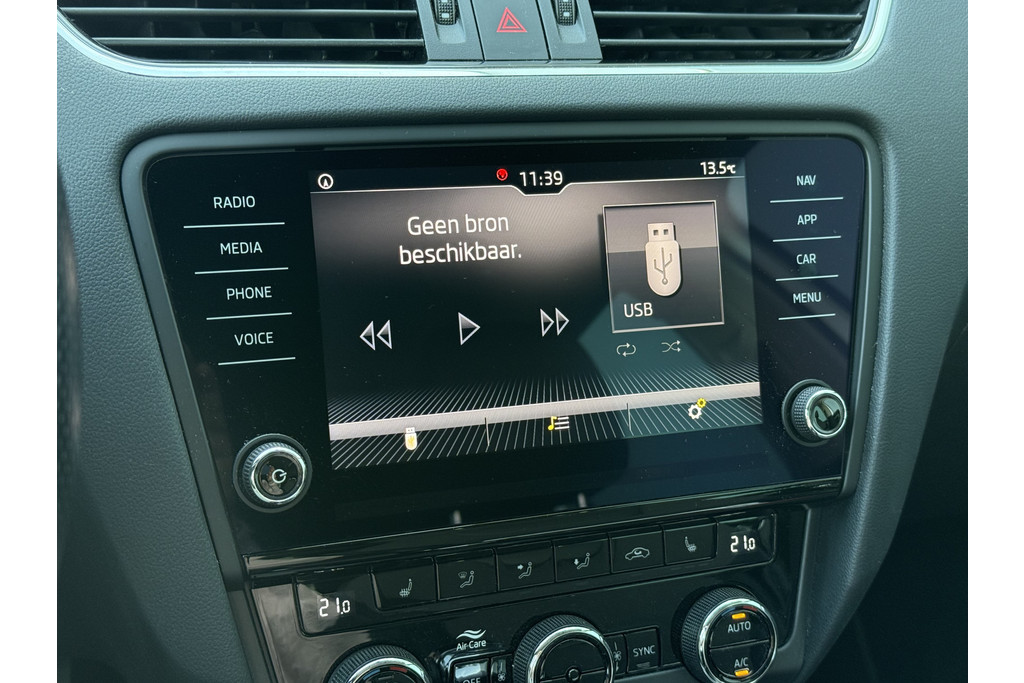 11:39
13.5°C
RADIO
MEDIA
PHONE
VOICE
Geen bron
beschikbaar.
USB
NAV
APP
CAR
MENU
21.0
21.0
Air-Care
OFF
SYNC
AUTO
A/C